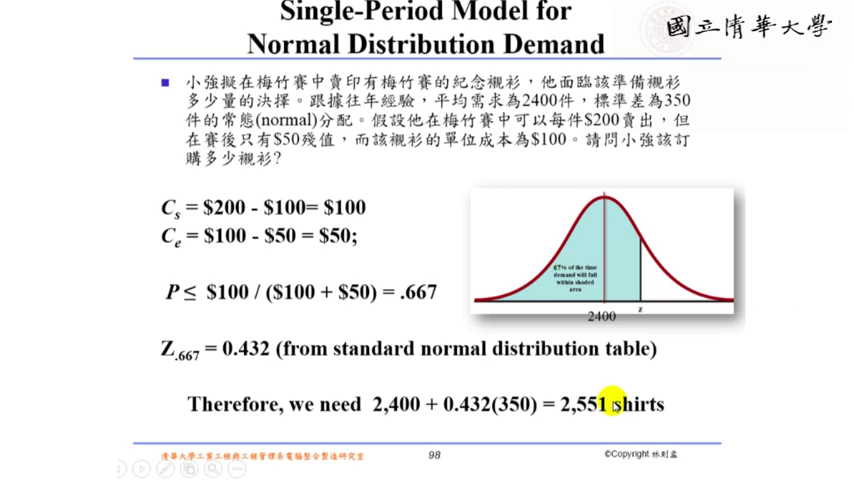 Single-Period Model for
Normal Distribution Demand
國立清華大學
小強擬在梅竹賽中賣印有梅竹賽的紀念襯衫，他面臨該準備襯衫
多少量的決擇。跟據往年經驗，平均需求為2400件，標準差為350
件的常態(normal)分配。假設他在梅竹賽中可以每件$200賣出，但
在賽後只有$50殘值，而該襯衫的單位成本為$100。請問小強該訂
購多少襯衫?
Cs = $200 - $100= $100
Ce = $100 - $50 = $50;
P ≤ $100 / ($100 + $50) = .667
67% of the time
demand will fall
within shaded
area
z
2400
Z.667 = 0.432 (from standard normal distribution table)
Therefore, we need 2,400 + 0.432(350) = 2,551 shirts
清華大學工業工程與工程管理系電腦整合製造研究室
98
©Copyright 林則孟